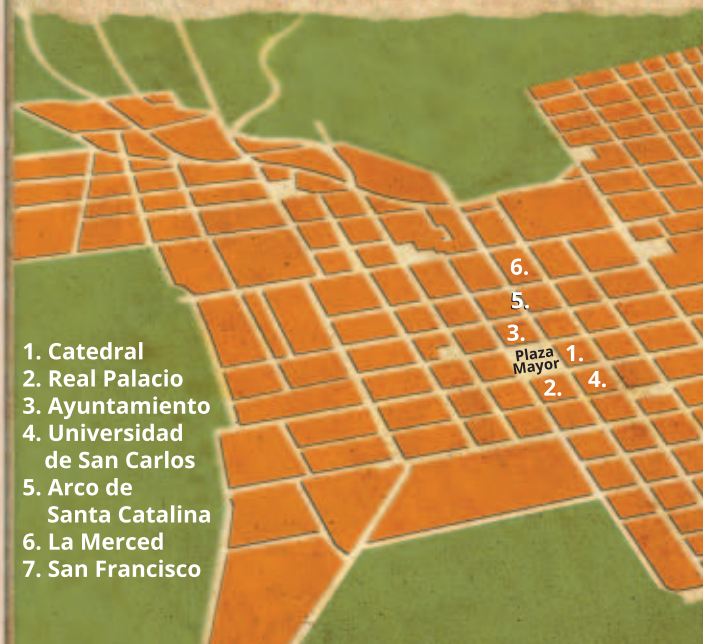 6.
5.
3.
Plaza
Mayor
1.
2.
4.
1. Catedral
2. Real Palacio
3. Ayuntamiento
4. Universidad
de San Carlos
5. Arco de
Santa Catalina
6. La Merced
7. San Francisco